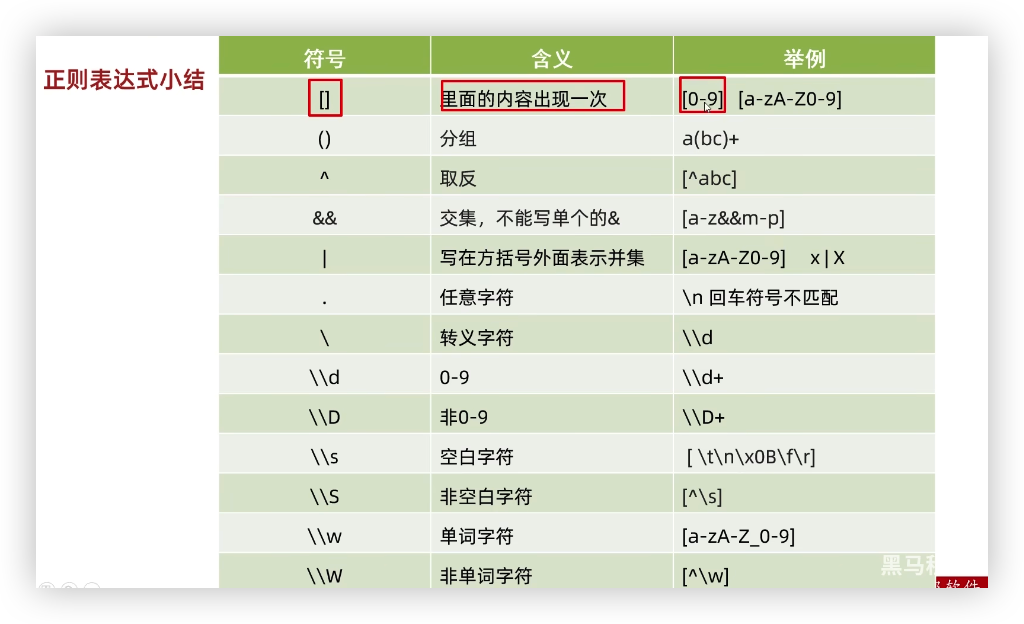 正则表达式小结
符号 含义 举例
[] 里面的内容出现一次 [0-9] [a-zA-Z0-9]
() 分组 a(bc)+
^ 取反 [^abc]
&& 交集，不能写单个的& [a-z&&m-p]
| 写在方括号外面表示并集 [a-zA-Z0-9] x|X
. 任意字符 \n 回车符号不匹配
\ 转义字符 \\d
\\d 0-9 \\d+
\\D 非0-9 \\D+
\\s 空白字符 [ \t\n\x0B\f\r]
\\S 非空白字符 [^\s]
\\w 单词字符 [a-zA-Z_0-9]
\\W 非单词字符 [^\w]
黑马
软件